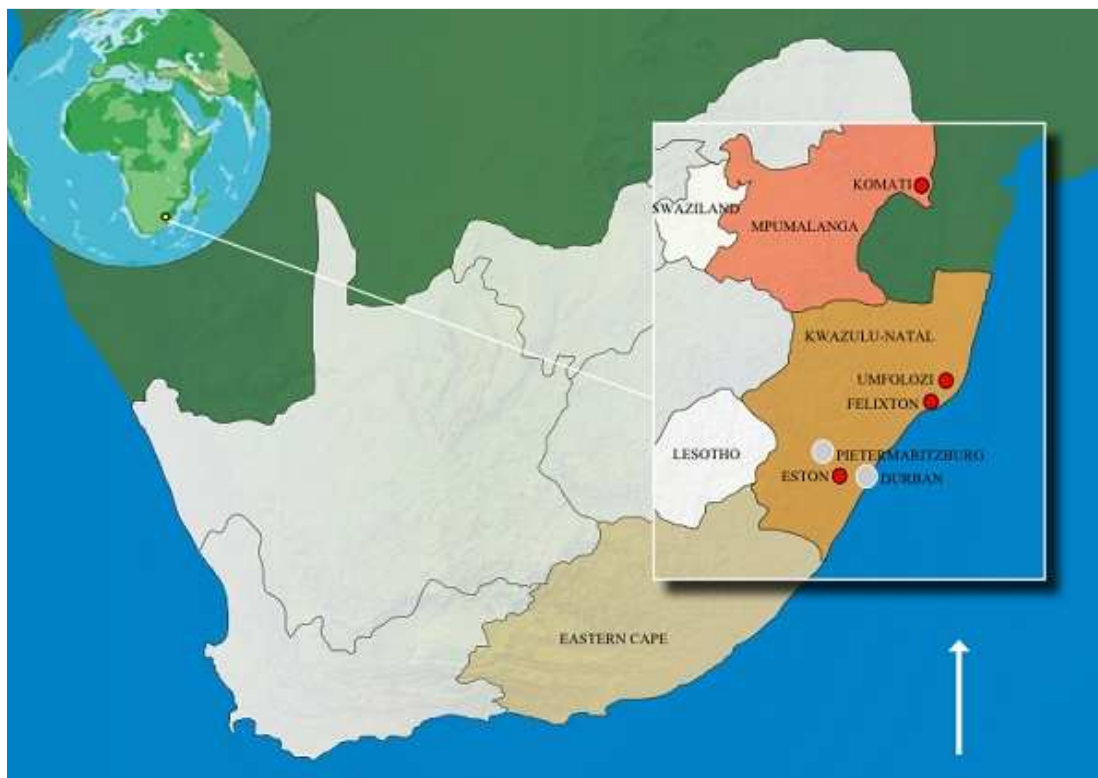 KOMATI
SWAZILAND
MPUMALANGA
KWAZULU-NATAL
UMFOLOZI
FELIXTON
LESOTHO
PIETERMARITZBURG
ESTON
DURBAN
EASTERN CAPE